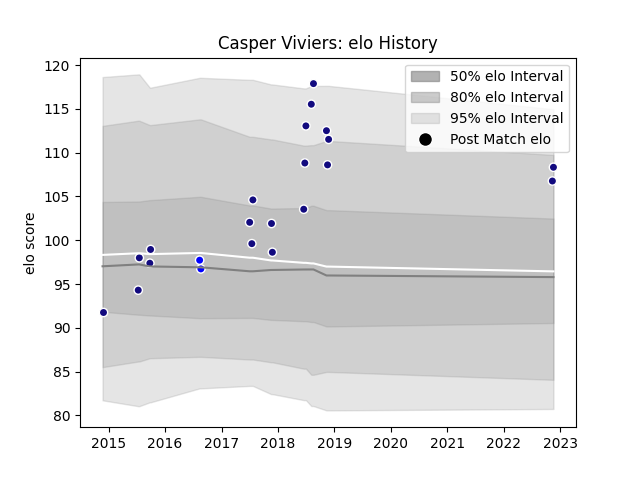 Casper Viviers: elo History
50% elo Interval
80% elo Interval
95% elo Interval
Post Match elo
elo score
120
115
110
105
100
95
90
85
80
2015 2016 2017 2018 2019 2020 2021 2022 2023